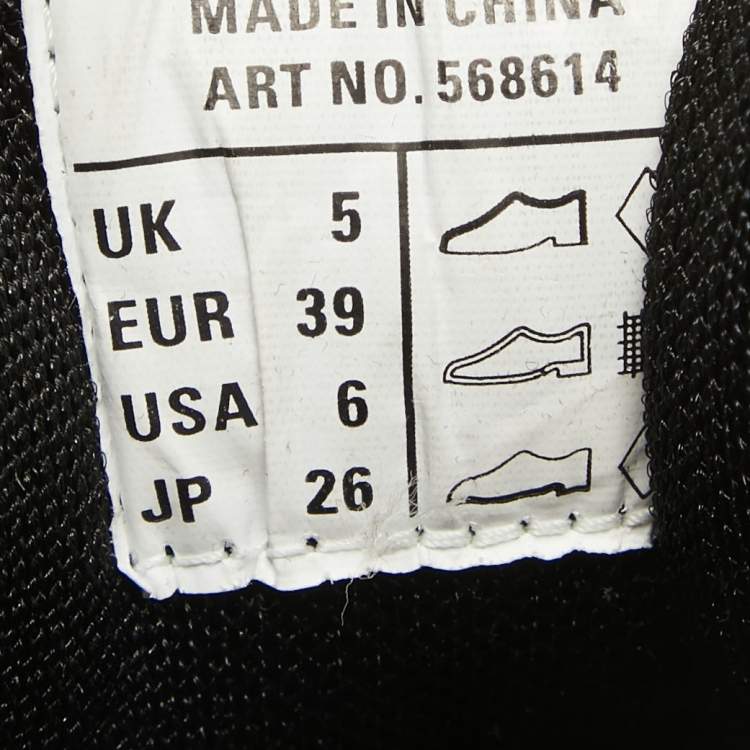 MADE IN CHINA
ART NO. 568614
UK 5
EUR 39
USA 6
JP 26